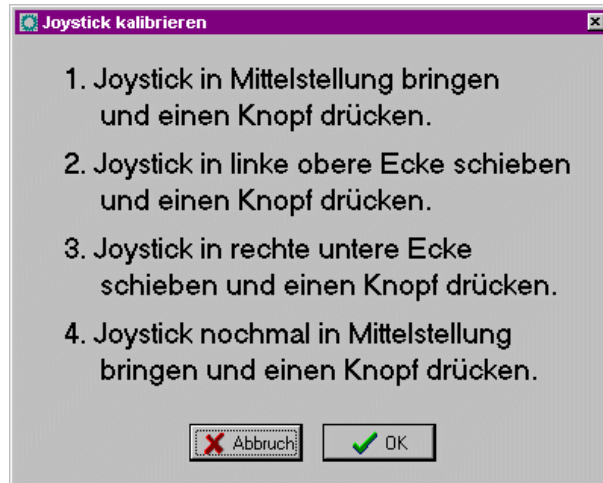 Joystick kalibrieren
1. Joystick in Mittelstellung bringen
und einen Knopf drücken.
2. Joystick in linke obere Ecke schieben
und einen Knopf drücken.
3. Joystick in rechte untere Ecke
schieben und einen Knopf drücken.
4. Joystick nochmal in Mittelstellung
bringen und einen Knopf drücken.
Abbruch OK